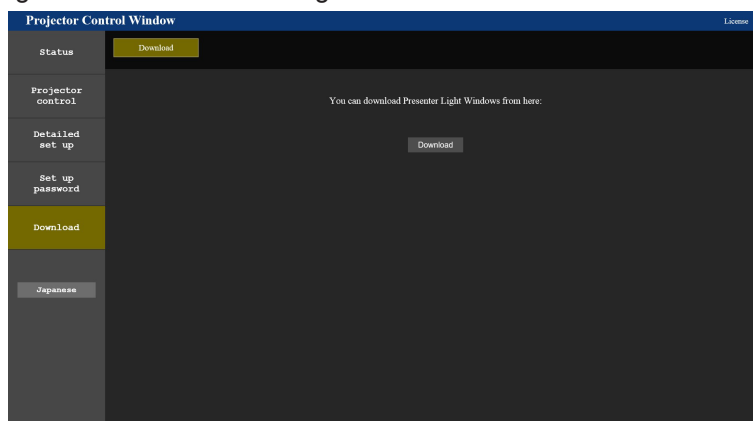 Projector Control Window
License
Status
Download
Projector
control
You can download Presenter Light Windows from here:
Detailed
set up
Download
Set up
password
Download
Japanese